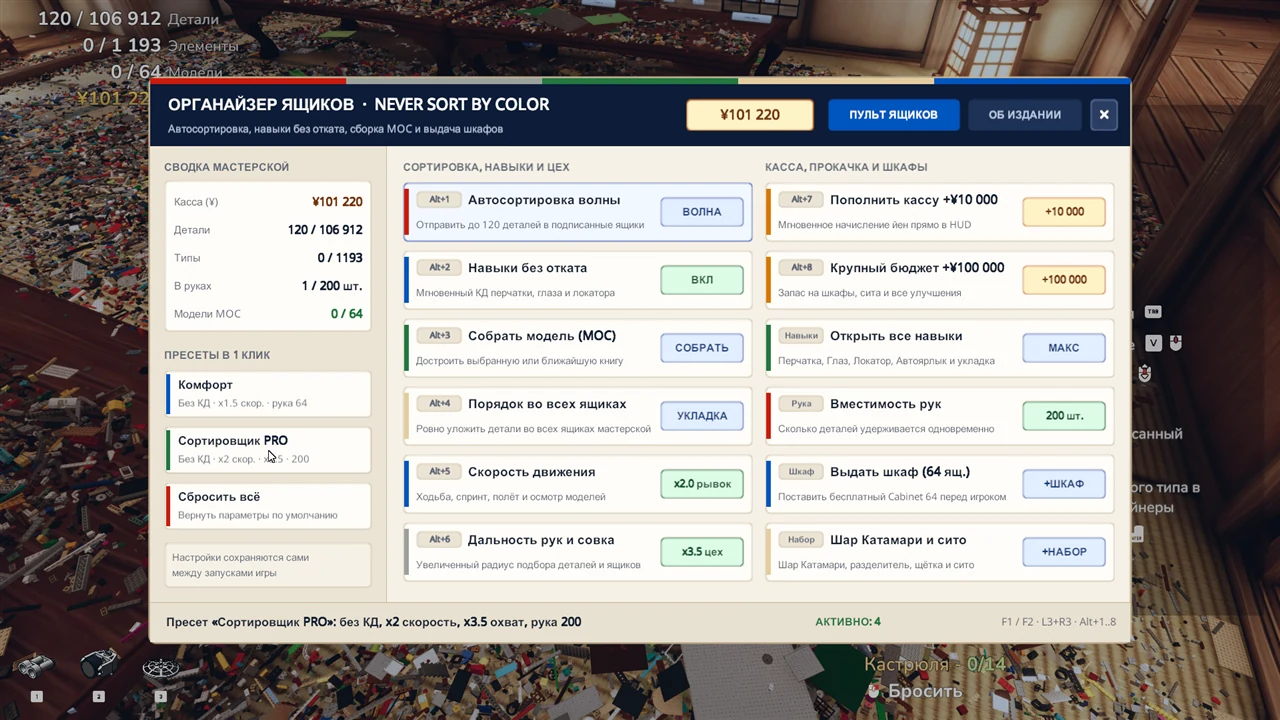 120 / 106 912 Детали
0 / 1 193 Элементы
0 / 64 Модели
¥101 22
ОРГАНАЙЗЕР ЯЩИКОВ · NEVER SORT BY COLOR
Автосортировка, навыки без отката, сборка МОС и выдача шкафов
¥101 220
ПУЛЬТ ЯЩИКОВ
ОБ ИЗДАНИИ
×
СВОДКА МАСТЕРСКОЙ
Касса (¥) ¥101 220
Детали 120 / 106 912
Типы 0 / 1193
В руках 1 / 200 шт.
Модели МОС 0 / 64
ПРЕСЕТЫ В 1 КЛИК
Комфорт
Без КД · x1.5 скор. · рука 64
Сортировщик PRO
Без КД · x2 скор. · 5 · 200
Сбросить всё
Вернуть параметры по умолчанию
Настройки сохраняются сами
между запусками игры
СОРТИРОВКА, НАВЫКИ И ЦЕХ
Alt+1 Автосортировка волны
Отправить до 120 деталей в подписанные ящики
ВОЛНА
Alt+2 Навыки без отката
Мгновенный КД перчатки, глаза и локатора
ВКЛ
Alt+3 Собрать модель (МОС)
Достроить выбранную или ближайшую книгу
СОБРАТЬ
Alt+4 Порядок во всех ящиках
Ровно уложить детали во всех ящиках мастерской
УКЛАДКА
Alt+5 Скорость движения
Ходьба, спринт, полёт и осмотр моделей
x2.0 рывок
Alt+6 Дальность рук и совка
Увеличенный радиус подбора деталей и ящиков
x3.5 цех
КАССА, ПРОКАЧКА И ШКАФЫ
Alt+7 Пополнить кассу +¥10 000
Мгновенное начисление йен прямо в HUD
+10 000
Alt+8 Крупный бюджет +¥100 000
Запас на шкафы, сита и все улучшения
+100 000
Навыки Открыть все навыки
Перчатка, Глаз, Локатор, Автоярлык и укладка
МАКС
Рука Вместимость рук
Сколько деталей удерживается одновременно
200 шт.
Шкаф Выдать шкаф (64 ящ.)
Поставить бесплатный Cabinet 64 перед игроком
+ШКАФ
Набор Шар Катамари и сито
Шар Катамари, разделитель, щётка и сито
+НАБОР
Пресет «Сортировщик PRO»: без КД, x2 скорость, x3.5 охват, рука 200
АКТИВНО: 4
F1 / F2 · L3+R3 · Alt+1..8
TAB
V
санный
ого типа в
йнеры
1
2
3
Кастрюля - 0/14
Бросить